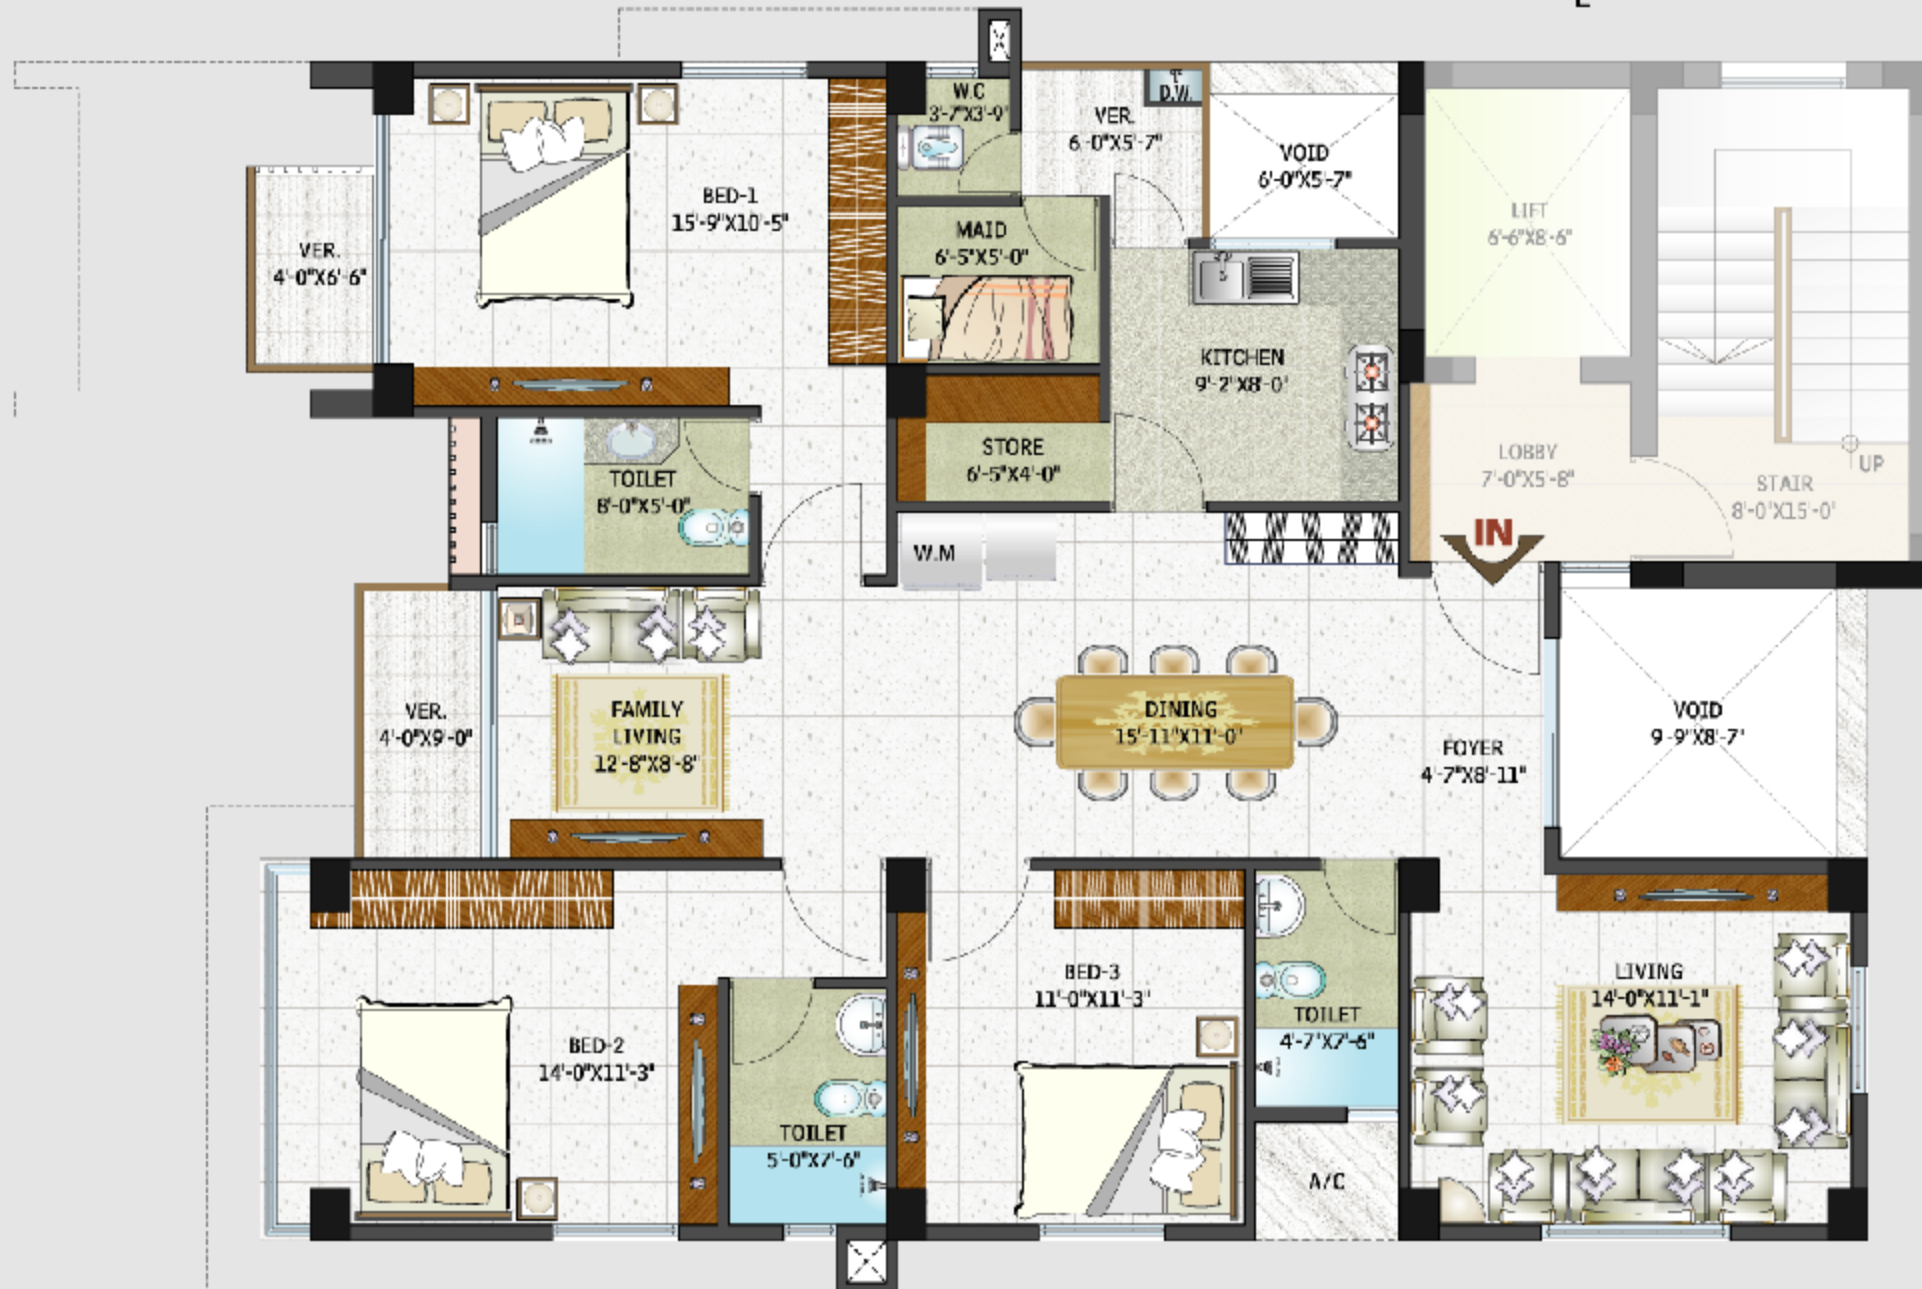 E
W.C
3'-7"X3'-9"
D.W.
VER.
6'-0"X5'-7"
VOID
6'-0"X5'-7"
BED-1
15'-9"X10'-5"
LIFT
6'-6"X8'-6"
VER.
4'-0"X6'-6"
MAID
6'-5"X5'-0"
KITCHEN
9'-2"X8'-0"
STORE
6'-5"X4'-0"
LOBBY
7'-0"X5'-8"
UP
STAIR
8'-0"X15'-0"
TOILET
8'-0"X5'-0"
IN
W.M
VER.
4'-0"X9'-0"
FAMILY
LIVING
12'-8"X8'-8"
DINING
15'-11"X11'-0"
FOYER
4'-7"X8'-11"
VOID
9'-9"X8'-7"
BED-2
14'-0"X11'-3"
BED-3
11'-0"X11'-3"
LIVING
14'-0"X11'-1"
TOILET
4'-7"X7'-6"
TOILET
5'-0"X7'-6"
A/C